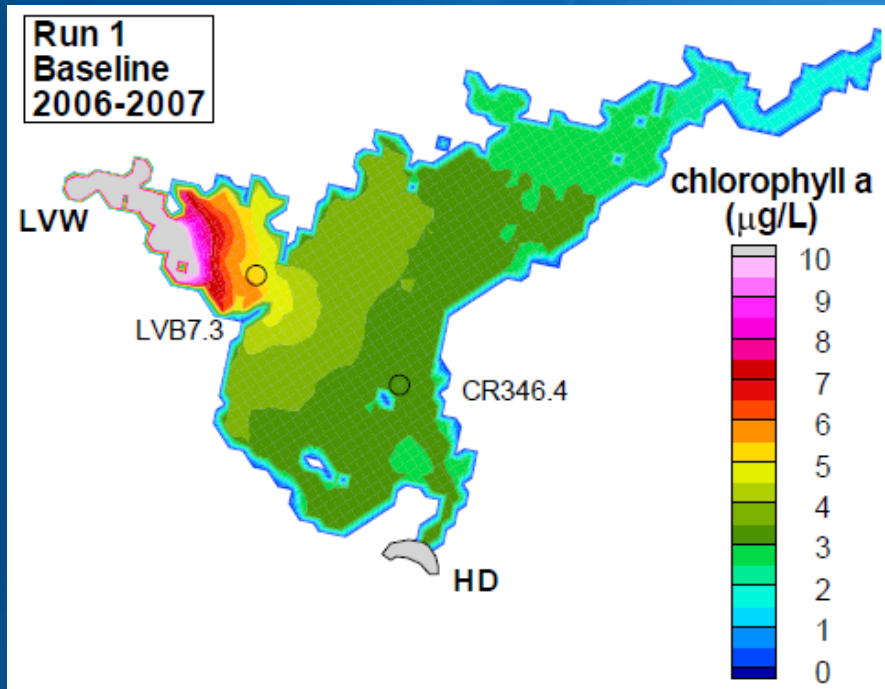 Run 1
Baseline
2006-2007
LVW
LVB7.3
CR346.4
HD
chlorophyll a
(μg/L)
10
9
8
7
6
5
4
3
2
1
0